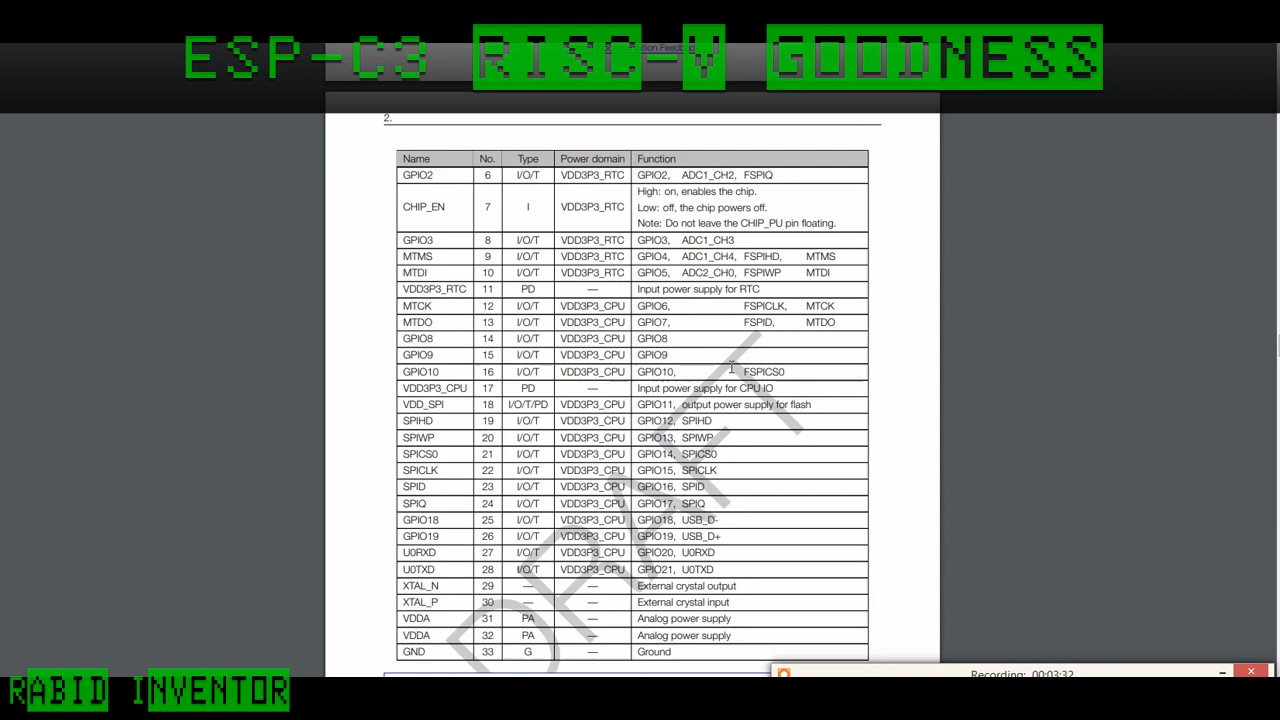 ESP-C3 RISC-V GOODNESS
2.
Name No. Type Power domain Function
GPIO2 6 I/O/T VDD3P3_RTC GPIO2, ADC1_CH2, FSPIQ
High: on, enables the chip.
CHIP_EN 7 I VDD3P3_RTC Low: off, the chip powers off.
Note: Do not leave the CHIP_PU pin floating.
GPIO3 8 I/O/T VDD3P3_RTC GPIO3, ADC1_CH3
MTMS 9 I/O/T VDD3P3_RTC GPIO4, ADC1_CH4, FSPIHD, MTMS
MTDI 10 I/O/T VDD3P3_RTC GPIO5, ADC2_CH0, FSPIWP MTDI
VDD3P3_RTC 11 PD — Input power supply for RTC
MTCK 12 I/O/T VDD3P3_CPU GPIO6, FSPICLK, MTCK
MTDO 13 I/O/T VDD3P3_CPU GPIO7, FSPID, MTDO
GPIO8 14 I/O/T VDD3P3_CPU GPIO8
GPIO9 15 I/O/T VDD3P3_CPU GPIO9
GPIO10 16 I/O/T VDD3P3_CPU GPIO10, FSPICS0
VDD3P3_CPU 17 PD — Input power supply for CPU IO
VDD_SPI 18 I/O/T/PD VDD3P3_CPU GPIO11, output power supply for flash
SPIHD 19 I/O/T VDD3P3_CPU GPIO12, SPIHD
SPIWP 20 I/O/T VDD3P3_CPU GPIO13, SPIWP
SPICS0 21 I/O/T VDD3P3_CPU GPIO14, SPICS0
SPICLK 22 I/O/T VDD3P3_CPU GPIO15, SPICLK
SPID 23 I/O/T VDD3P3_CPU GPIO16, SPID
SPIQ 24 I/O/T VDD3P3_CPU GPIO17, SPIQ
GPIO18 25 I/O/T VDD3P3_CPU GPIO18, USB_D-
GPIO19 26 I/O/T VDD3P3_CPU GPIO19, USB_D+
U0RXD 27 I/O/T VDD3P3_CPU GPIO20, U0RXD
U0TXD 28 I/O/T VDD3P3_CPU GPIO21, U0TXD
XTAL_N 29 — — External crystal output
XTAL_P 30 — — External crystal input
VDDA 31 PA — Analog power supply
VDDA 32 PA — Analog power supply
GND 33 G — Ground
DRAFT
Recording: 00:03:32
RABID INVENTOR